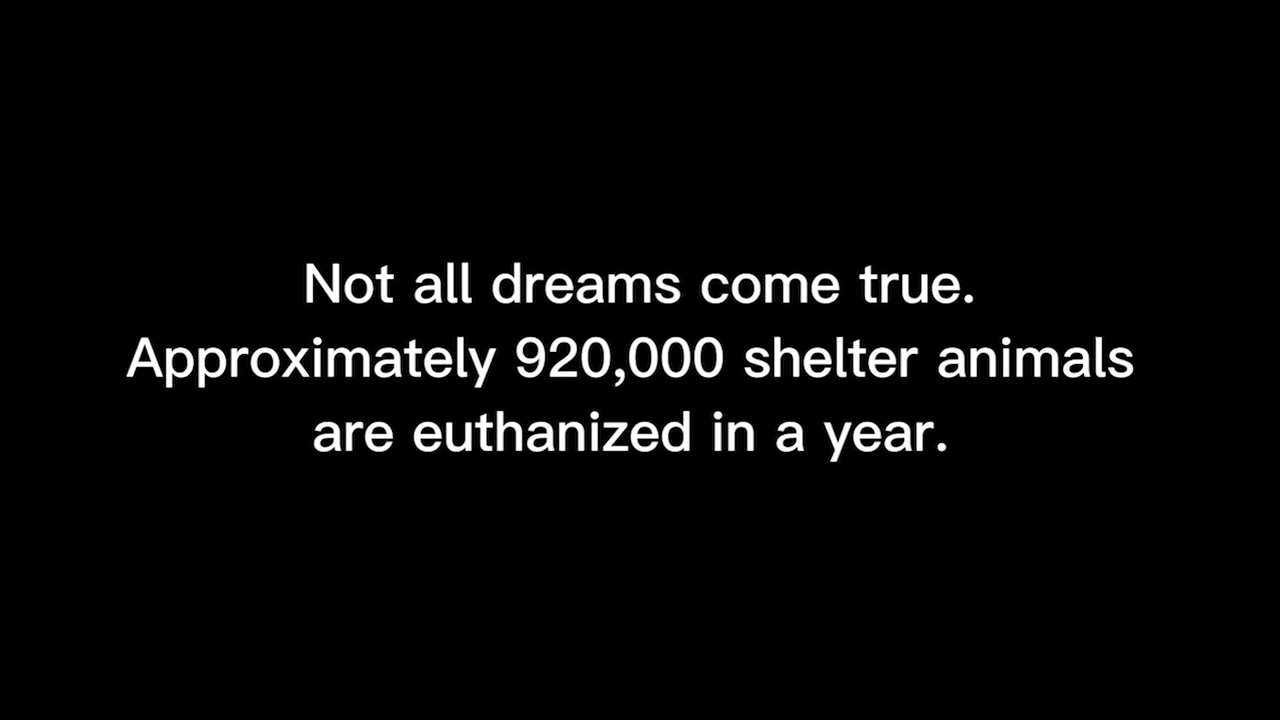 Not all dreams come true.
Approximately 920,000 shelter animals
are euthanized in a year.